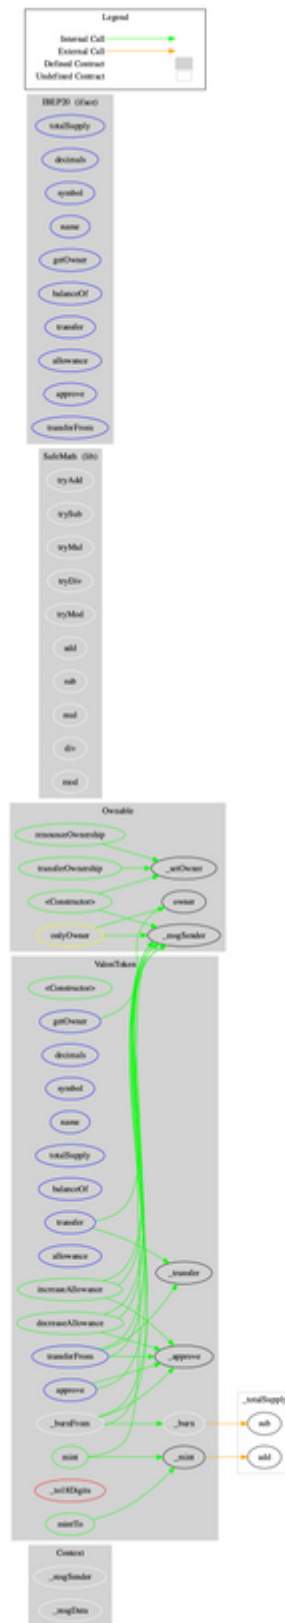 Legend
Internal Call
External Call
Defined Contract
Undefined Contract
IBEP20 (iface)
totalSupply
decimals
symbol
name
getOwner
balanceOf
transfer
allowance
approve
transferFrom
SafeMath (lib)
tryAdd
trySub
tryMul
tryDiv
tryMod
add
sub
mul
div
mod
Ownable
renounceOwnership
transferOwnership
_setOwner
<Constructor>
owner
onlyOwner
_msgSender
<Constructor>
getOwner
decimals
symbol
name
totalSupply
balanceOf
transfer
allowance
_transfer
increaseAllowance
decreaseAllowance
transferFrom
_approve
approve
_totalSupply
_burnFrom
_burn
sub
mint
_mint
add
_to18Digits
mintTo
Context
_msgSender
_msgData